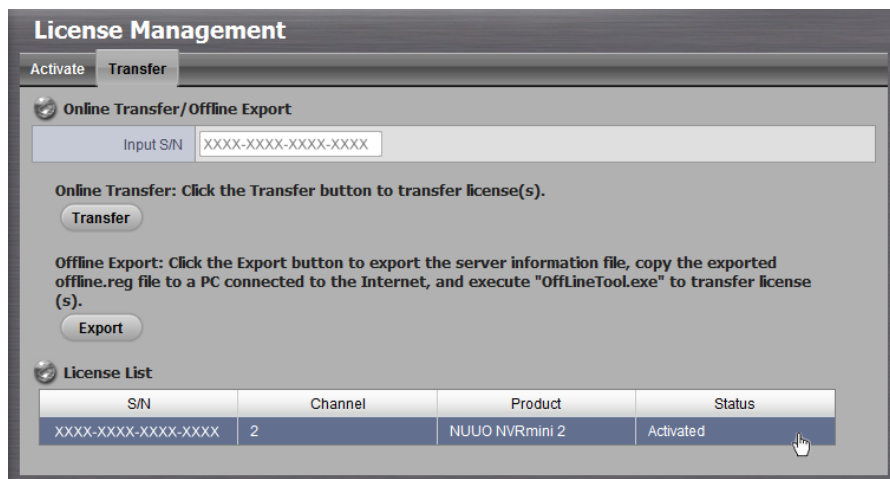 License Management
Activate Transfer
Online Transfer/Offline Export
Input S/N XXXX-XXXX-XXXX-XXXX
Online Transfer: Click the Transfer button to transfer license(s).
Transfer
Offline Export: Click the Export button to export the server information file, copy the exported
offline.reg file to a PC connected to the Internet, and execute "OffLineTool.exe" to transfer license
(s).
Export
License List
S/N Channel Product Status
XXXX-XXXX-XXXX-XXXX 2 NUUO NVRmini 2 Activated